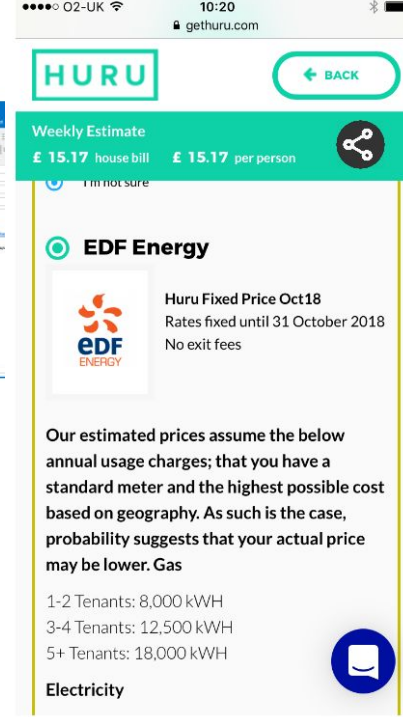 O2-UK 10:20
gethuru.com
HURU
BACK
Weekly Estimate
£ 15.17 house bill £ 15.17 per person
I'm not sure
EDF Energy
eDF
ENERGY
Huru Fixed Price Oct18
Rates fixed until 31 October 2018
No exit fees
Our estimated prices assume the below
annual usage charges; that you have a
standard meter and the highest possible cost
based on geography. As such is the case,
probability suggests that your actual price
may be lower. Gas
1-2 Tenants: 8,000 kWH
3-4 Tenants: 12,500 kWH
5+ Tenants: 18,000 kWH
Electricity